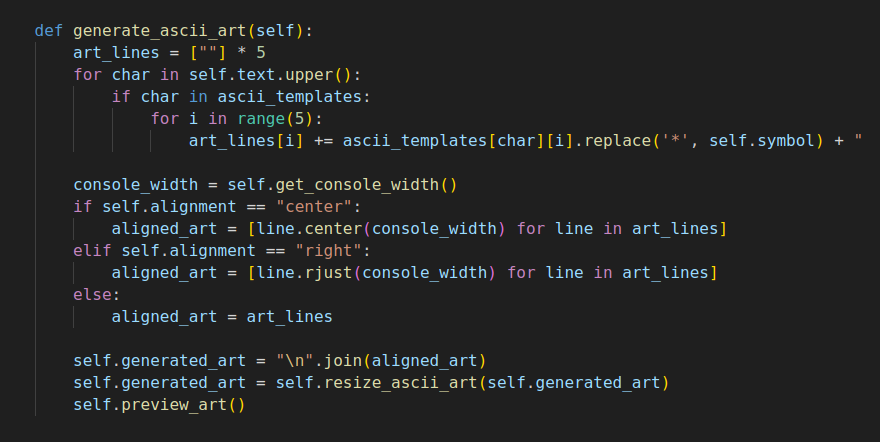 def generate_ascii_art(self):
    art_lines = [""] * 5
    for char in self.text.upper():
        if char in ascii_templates:
            for i in range(5):
                art_lines[i] += ascii_templates[char][i].replace('*', self.symbol) + "

    console_width = self.get_console_width()
    if self.alignment == "center":
        aligned_art = [line.center(console_width) for line in art_lines]
    elif self.alignment == "right":
        aligned_art = [line.rjust(console_width) for line in art_lines]
    else:
        aligned_art = art_lines

    self.generated_art = "\n".join(aligned_art)
    self.generated_art = self.resize_ascii_art(self.generated_art)
    self.preview_art()